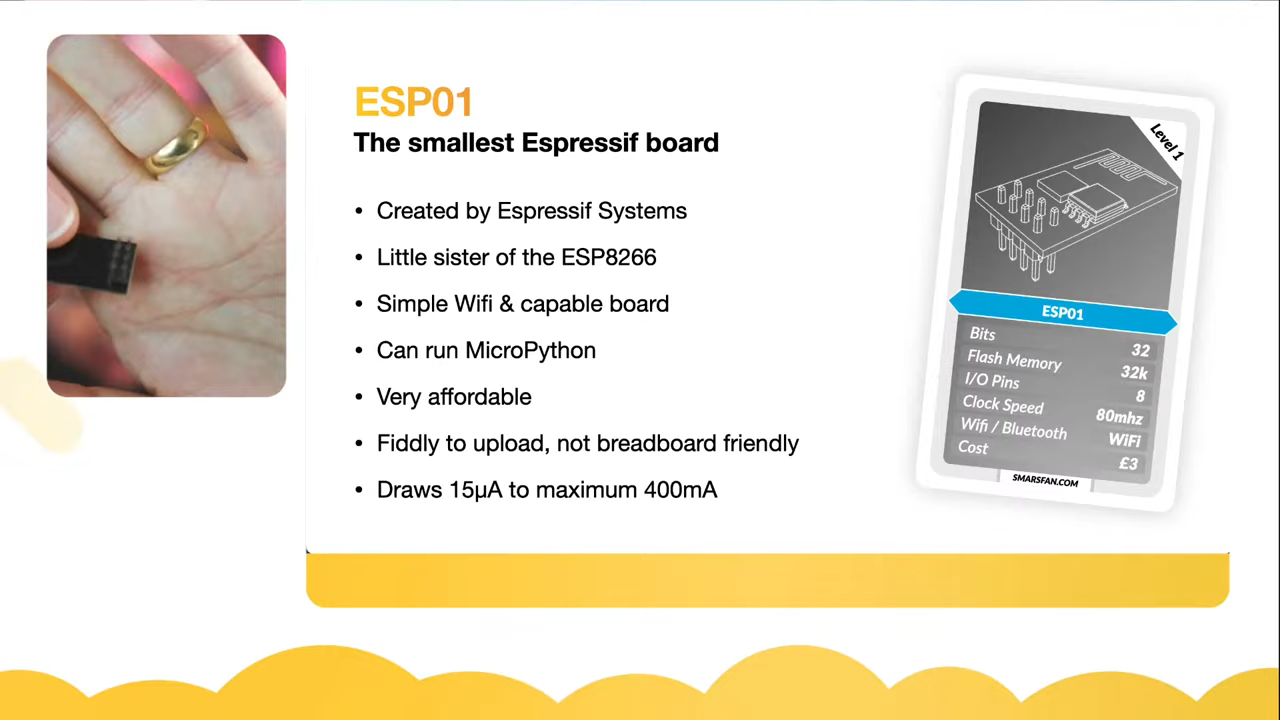 ESP01
The smallest Espressif board
• Created by Espressif Systems
• Little sister of the ESP8266
• Simple Wifi & capable board
• Can run MicroPython
• Very affordable
• Fiddly to upload, not breadboard friendly
• Draws 15µA to maximum 400mA
Level 1
ESP01
Bits 32
Flash Memory 32k
I/O Pins 8
Clock Speed 80mhz
Wifi / Bluetooth WiFi
Cost £3
SMARSFAN.COM